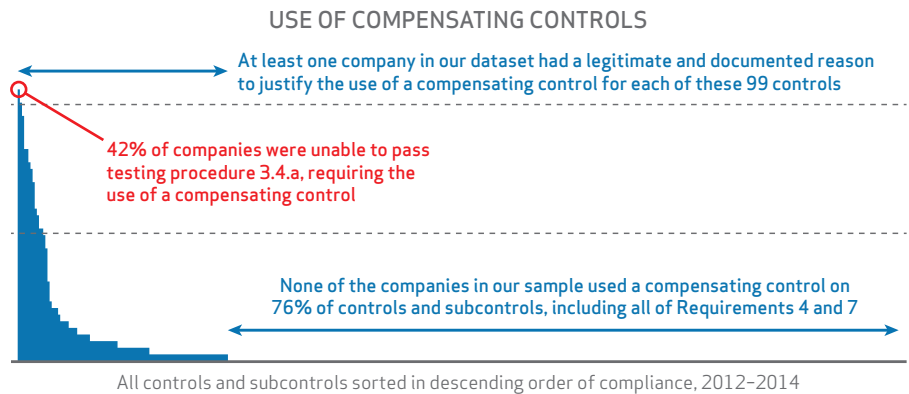 USE OF COMPENSATING CONTROLS
At least one company in our dataset had a legitimate and documented reason
to justify the use of a compensating control for each of these 99 controls
42% of companies were unable to pass
testing procedure 3.4.a, requiring the
use of a compensating control
None of the companies in our sample used a compensating control on
76% of controls and subcontrols, including all of Requirements 4 and 7
All controls and subcontrols sorted in descending order of compliance, 2012–2014